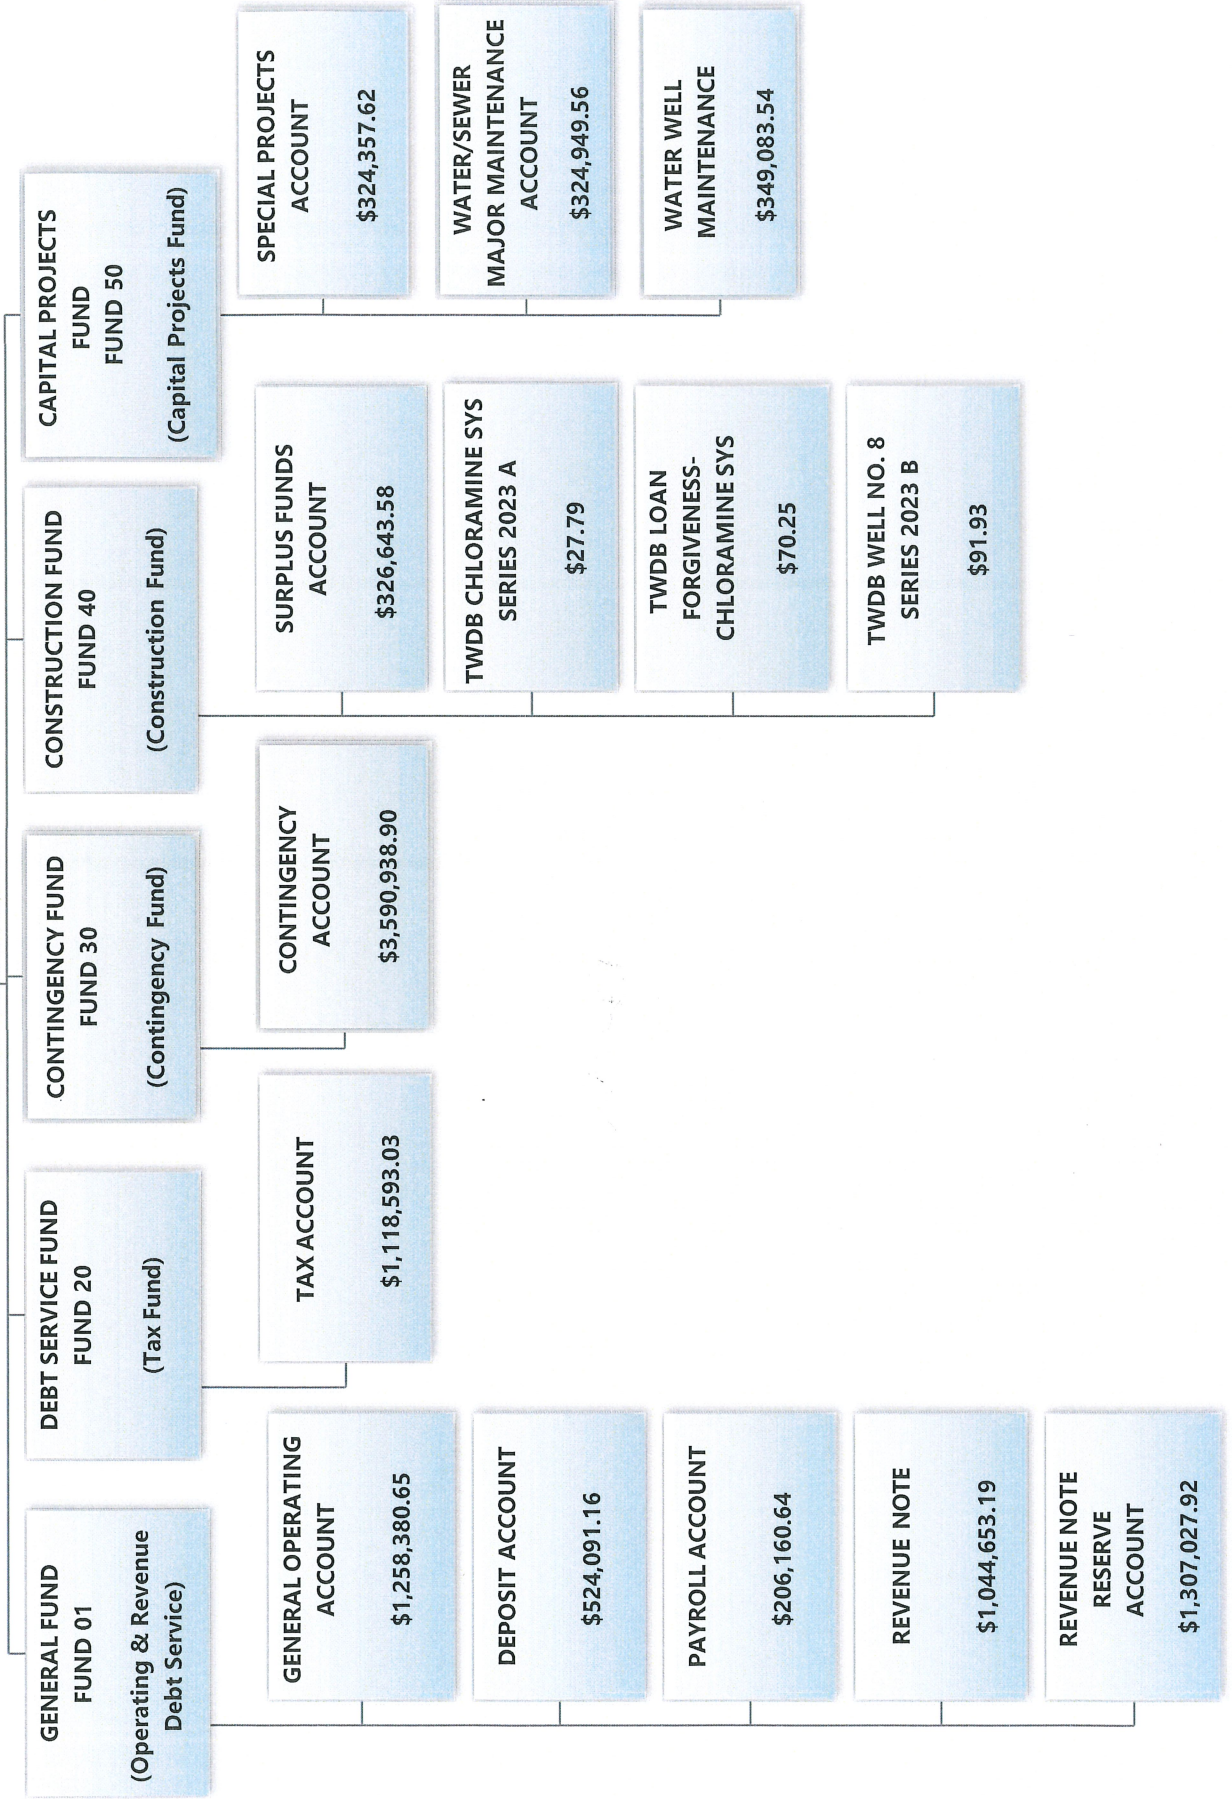 GENERAL FUND
FUND 01
(Operating & Revenue
Debt Service)
GENERAL OPERATING
ACCOUNT
$1,258,380.65
DEPOSIT ACCOUNT
$524,091.16
PAYROLL ACCOUNT
$206,160.64
REVENUE NOTE
$1,044,653.19
REVENUE NOTE
RESERVE
ACCOUNT
$1,307,027.92
DEBT SERVICE FUND
FUND 20
(Tax Fund)
TAX ACCOUNT
$1,118,593.03
CONTINGENCY FUND
FUND 30
(Contingency Fund)
CONTINGENCY
ACCOUNT
$3,590,938.90
CONSTRUCTION FUND
FUND 40
(Construction Fund)
SURPLUS FUNDS
ACCOUNT
$326,643.58
TWDB CHLORAMINE SYS
SERIES 2023 A
$27.79
TWDB LOAN
FORGIVENESS-
CHLORAMINE SYS
$70.25
TWDB WELL NO. 8
SERIES 2023 B
$91.93
CAPITAL PROJECTS
FUND
FUND 50
(Capital Projects Fund)
SPECIAL PROJECTS
ACCOUNT
$324,357.62
WATER/SEWER
MAJOR MAINTENANCE
ACCOUNT
$324,949.56
WATER WELL
MAINTENANCE
$349,083.54